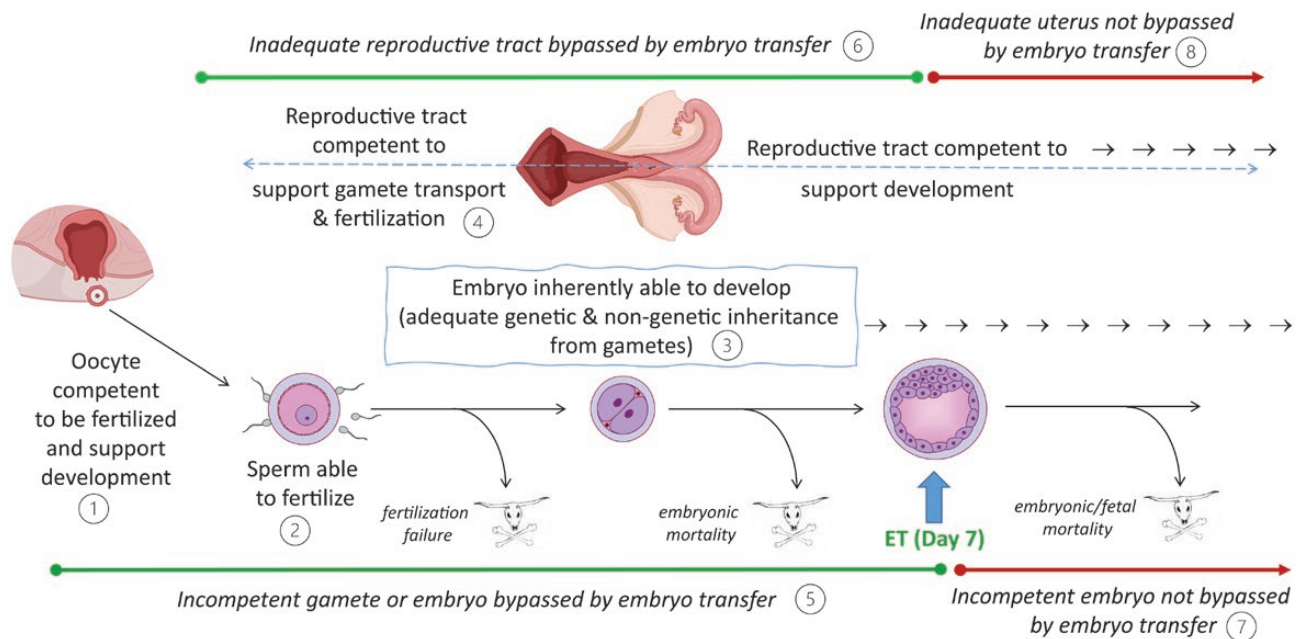 Inadequate reproductive tract bypassed by embryo transfer 6
Inadequate uterus not bypassed
by embryo transfer 8
Reproductive tract
competent to
support gamete transport
& fertilization 4
Reproductive tract competent to → → → → →
support development
Embryo inherently able to develop
(adequate genetic & non-genetic inheritance
from gametes) 3
Oocyte
competent
to be fertilized
and support
development
1
Sperm able
to fertilize
2
fertilization
failure
embryonic
mortality
ET (Day 7)
embryonic/fetal
mortality
Incompetent gamete or embryo bypassed by embryo transfer 5
Incompetent embryo not bypassed
by embryo transfer 7